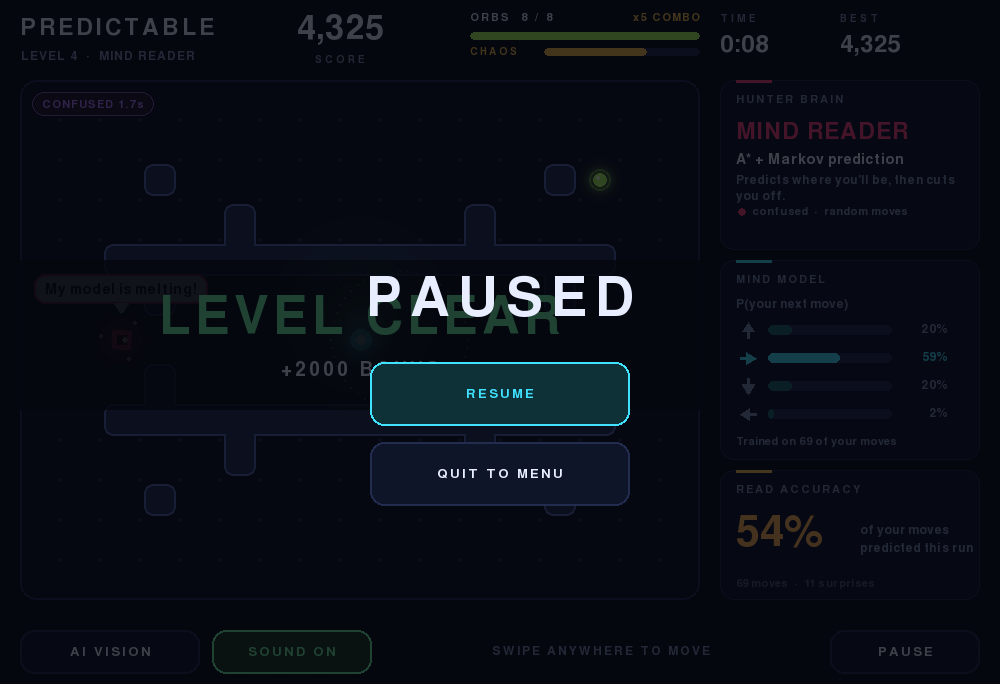 PREDICTABLE
LEVEL 4 · MIND READER
4,325
SCORE
ORBS 8 / 8
x5 COMBO
CHAOS
TIME
0:08
BEST
4,325
CONFUSED 1.7s
My model is melting!
LEVEL CLEAR
+2000
PAUSED
RESUME
QUIT TO MENU
HUNTER BRAIN
MIND READER
A* + Markov prediction
Predicts where you'll be, then cuts
you off.
confused · random moves
MIND MODEL
P(your next move)
20%
59%
20%
2%
Trained on 69 of your moves
READ ACCURACY
54%
of your moves
predicted this run
69 moves · 11 surprises
AI VISION
SOUND ON
SWIPE ANYWHERE TO MOVE
PAUSE